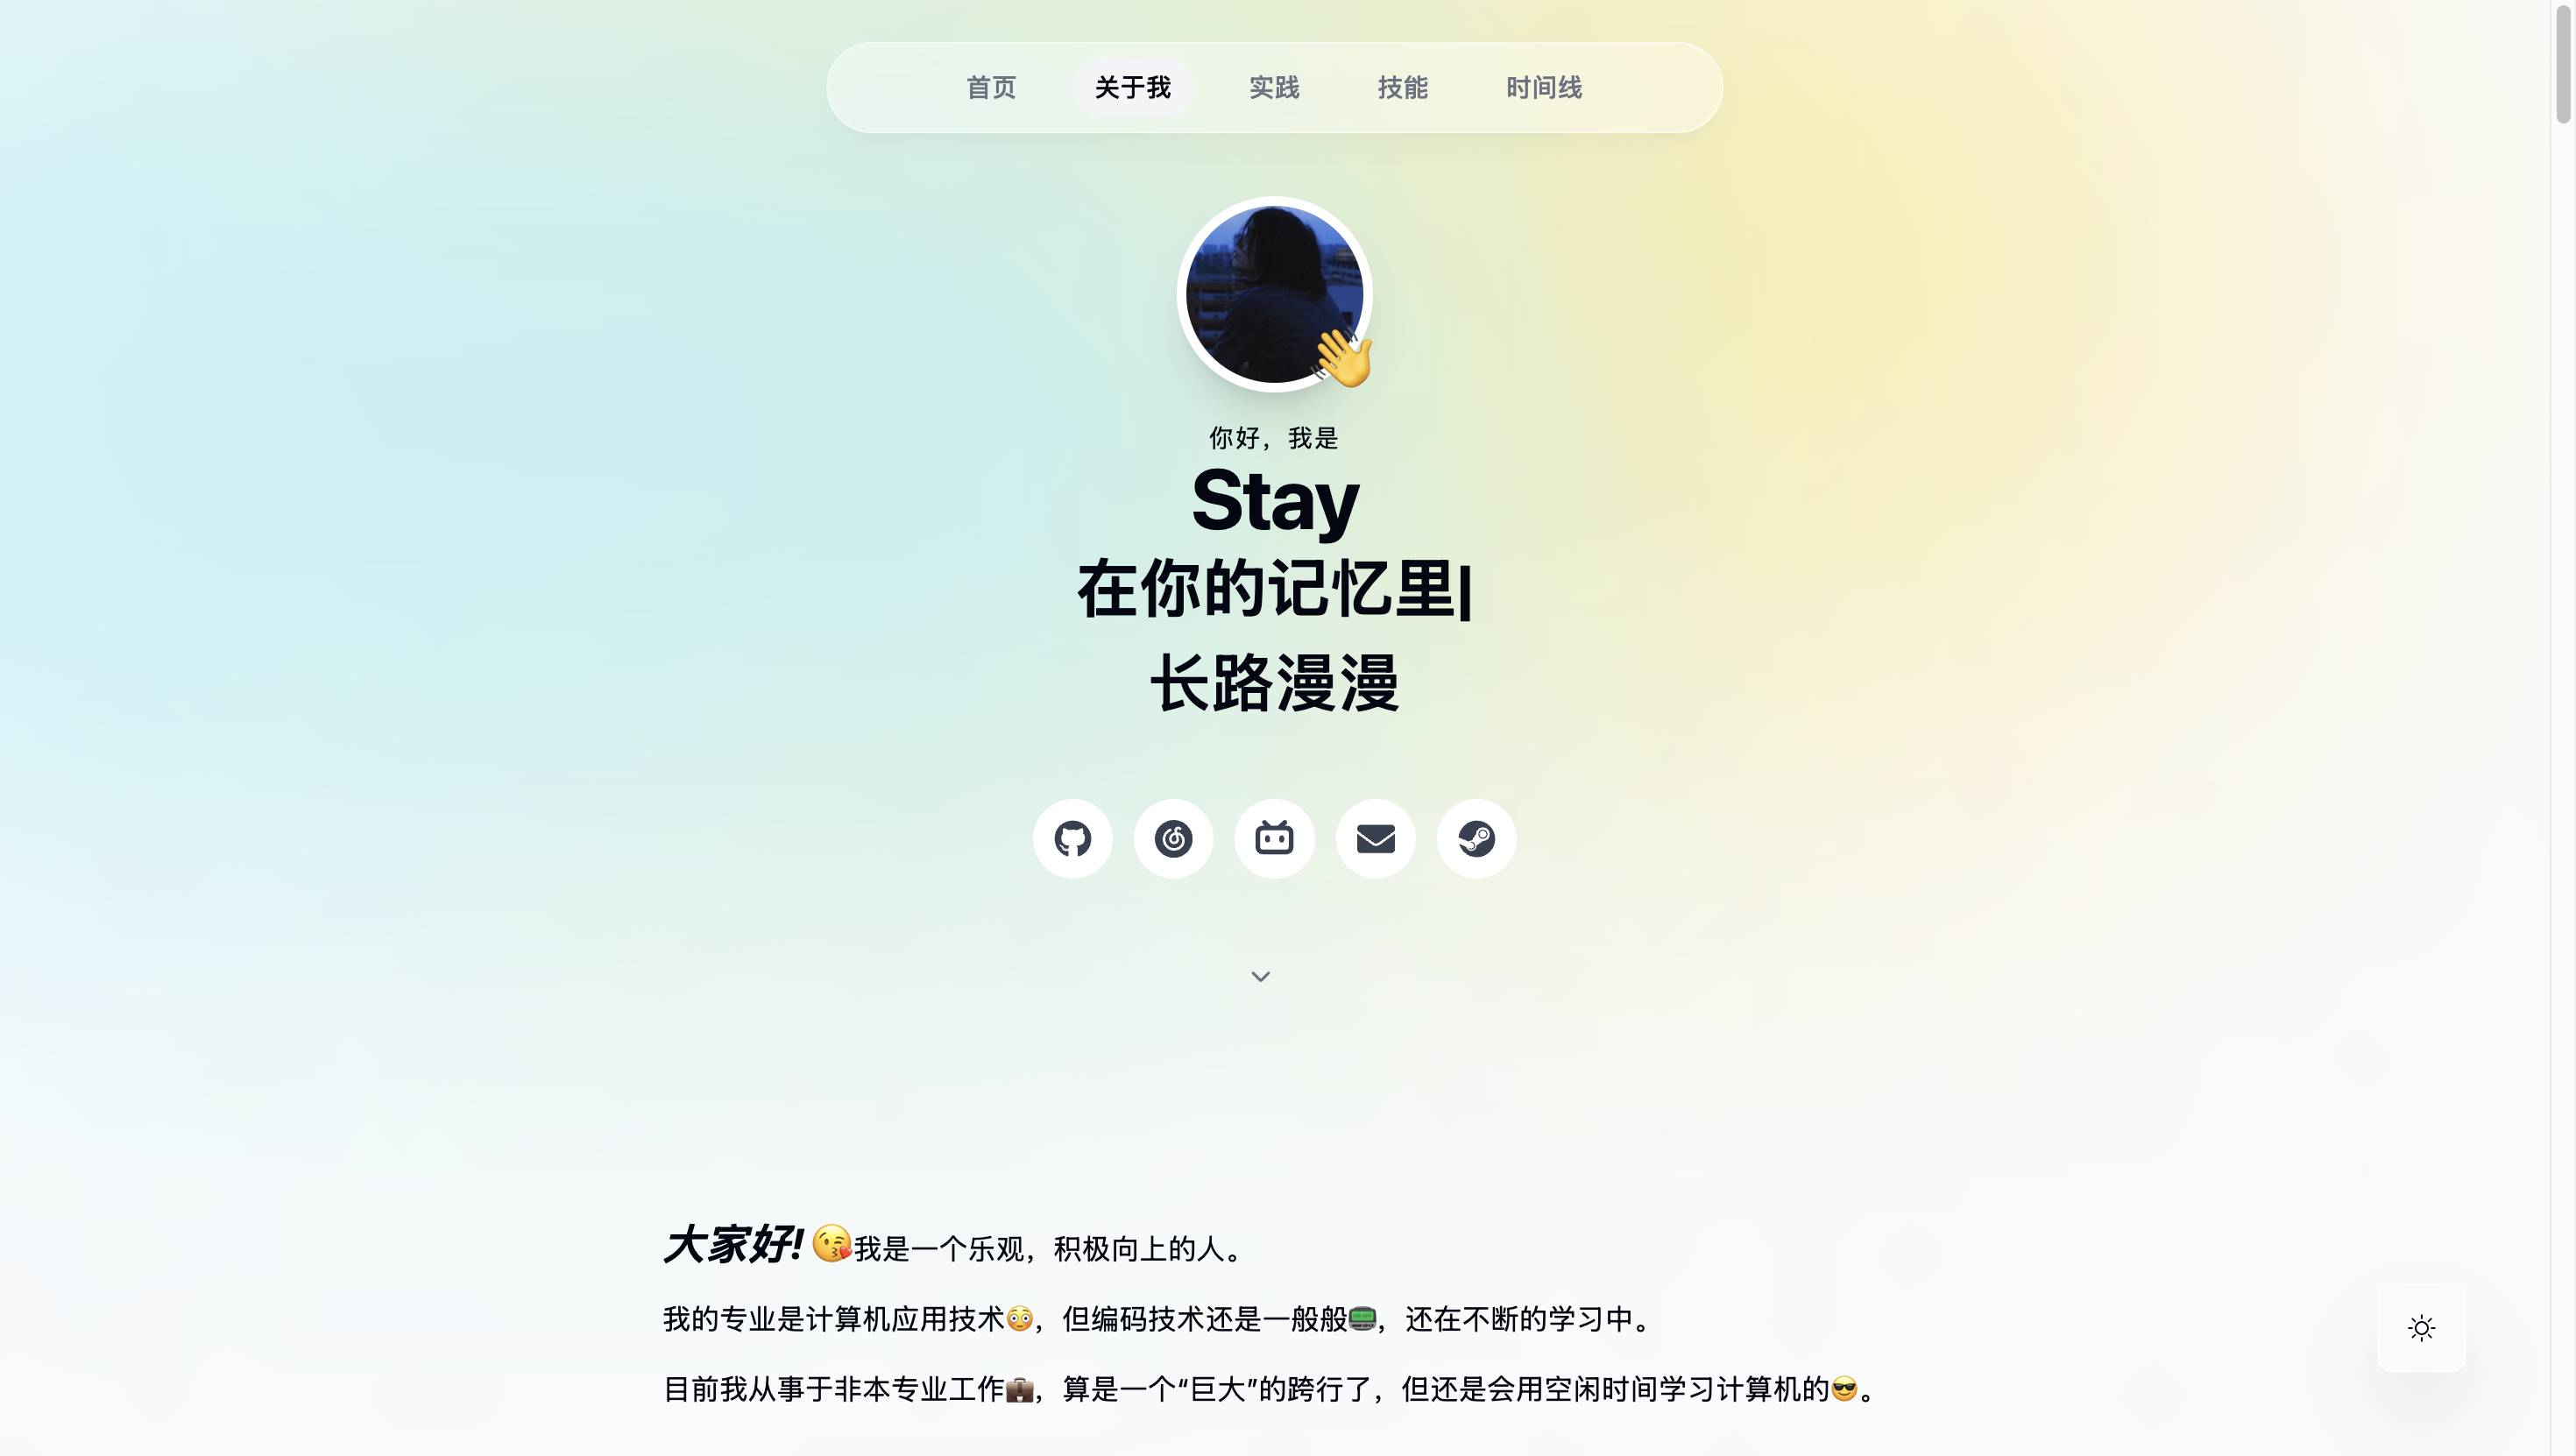 首页 关于我 实践 技能 时间线
你好，我是
Stay
在你的记忆里|
长路漫漫
大家好! 😘我是一个乐观，积极向上的人。
我的专业是计算机应用技术😳，但编码技术还是一般般📟，还在不断的学习中。
目前我从事于非本专业工作💼，算是一个“巨大”的跨行了，但还是会用空闲时间学习计算机的😎。